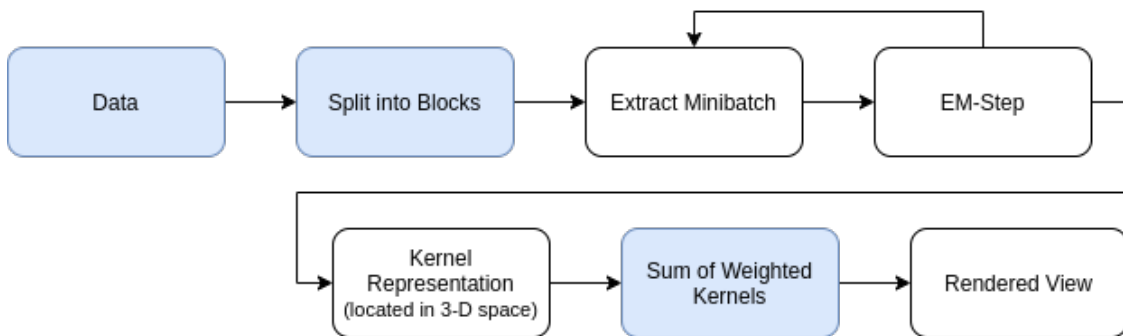 Data
Split into Blocks
Extract Minibatch
EM-Step
Kernel
Representation
(located in 3-D space)
Sum of Weighted
Kernels
Rendered View